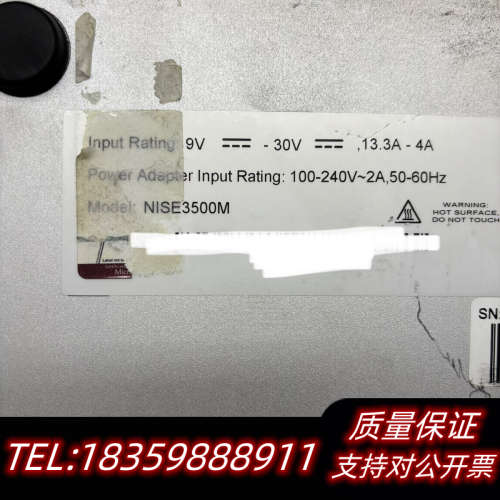 Input Rating: 9V ⎓ - 30V ⎓ ,13.3A - 4A
Power Adapter Input Rating: 100-240V~2A,50-60Hz
Model: NISE3500M
WARNING:
HOT SURFACE,
DO NOT TOUCH
SN:
质量保证
TEL:18359888911
支持对公开票